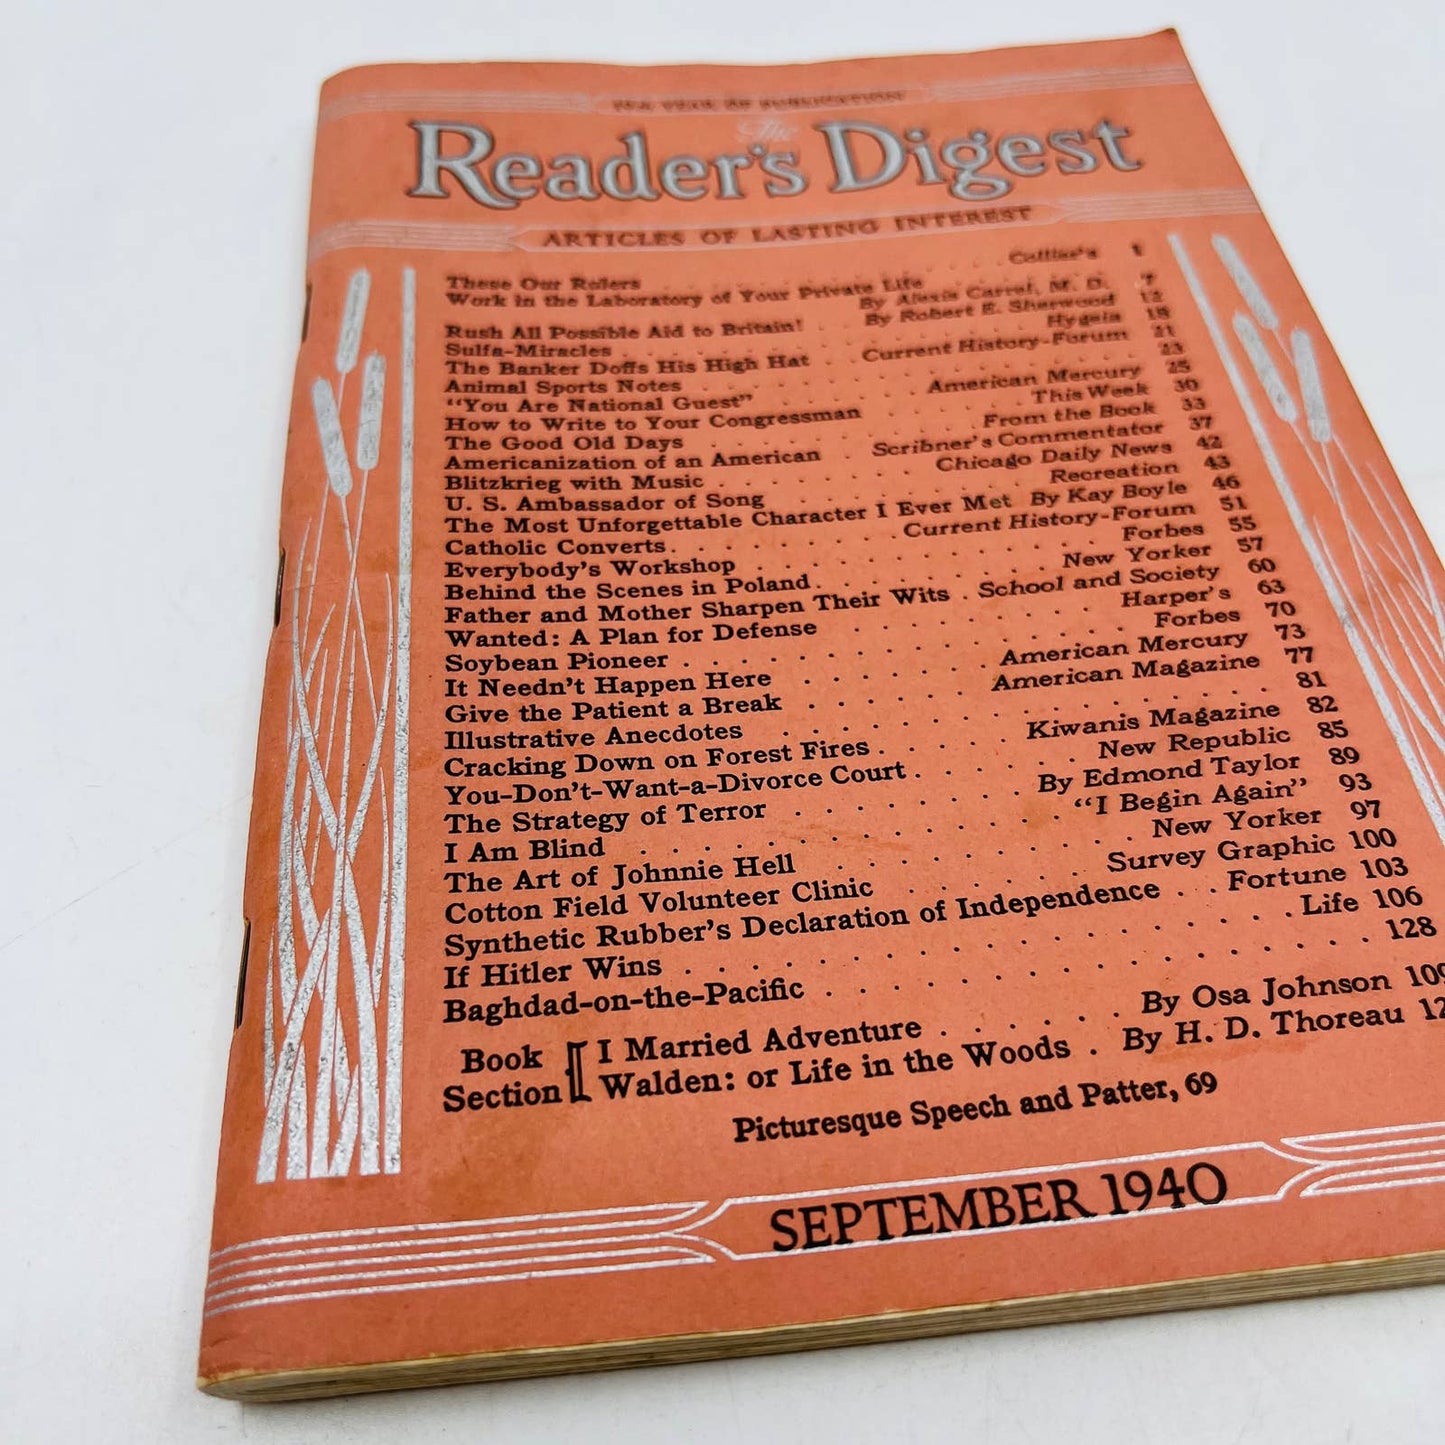 YEAR OF PUBLICATION
The
Reader's Digest
ARTICLES OF LASTING INTEREST
These Our Rulers . . . . . . . . . . . Collier's 1
Work in the Laboratory of Your Private Life
By Alexis Carrel, M. D. 7
Rush All Possible Aid to Britain! . . By Robert E. Sherwood 12
Sulfa-Miracles . . . . . . . . . . . Hygeia 18
The Banker Doffs His High Hat . . Current History-Forum 21
Animal Sports Notes . . . . . . . . . . . 23
"You Are National Guest" . . . . . American Mercury 25
How to Write to Your Congressman . . . . . This Week 30
The Good Old Days . . . . . . . . From the Book 33
Americanization of an American . Scribner's Commentator 37
Blitzkrieg with Music . . . . . . . Chicago Daily News 42
U. S. Ambassador of Song . . . . . . . . Recreation 43
The Most Unforgettable Character I Ever Met By Kay Boyle 46
Catholic Converts . . . . . . . . Current History-Forum 51
Everybody's Workshop . . . . . . . . . . . Forbes 55
Behind the Scenes in Poland . . . . . . . . New Yorker 57
Father and Mother Sharpen Their Wits . School and Society 60
Wanted: A Plan for Defense . . . . . . . . Harper's 63
Soybean Pioneer . . . . . . . . . . . . Forbes 70
It Needn't Happen Here . . . . . . . American Mercury 73
Give the Patient a Break . . . . . . . American Magazine 77
Illustrative Anecdotes . . . . . . . . . . . . 81
Cracking Down on Forest Fires . . . . . Kiwanis Magazine 82
You-Don't-Want-a-Divorce Court . . . . . . New Republic 85
The Strategy of Terror . . . . . . . . By Edmond Taylor 89
I Am Blind . . . . . . . . . . . . "I Begin Again" 93
The Art of Johnnie Hell . . . . . . . . . New Yorker 97
Cotton Field Volunteer Clinic . . . . . . Survey Graphic 100
Synthetic Rubber's Declaration of Independence . . . Fortune 103
If Hitler Wins . . . . . . . . . . . . . . Life 106
Baghdad-on-the-Pacific . . . . . . . . . . . . 128
Book Section
I Married Adventure . . . . . . By Osa Johnson 109
Walden: or Life in the Woods . By H. D. Thoreau
Picturesque Speech and Patter, 69
SEPTEMBER 1940